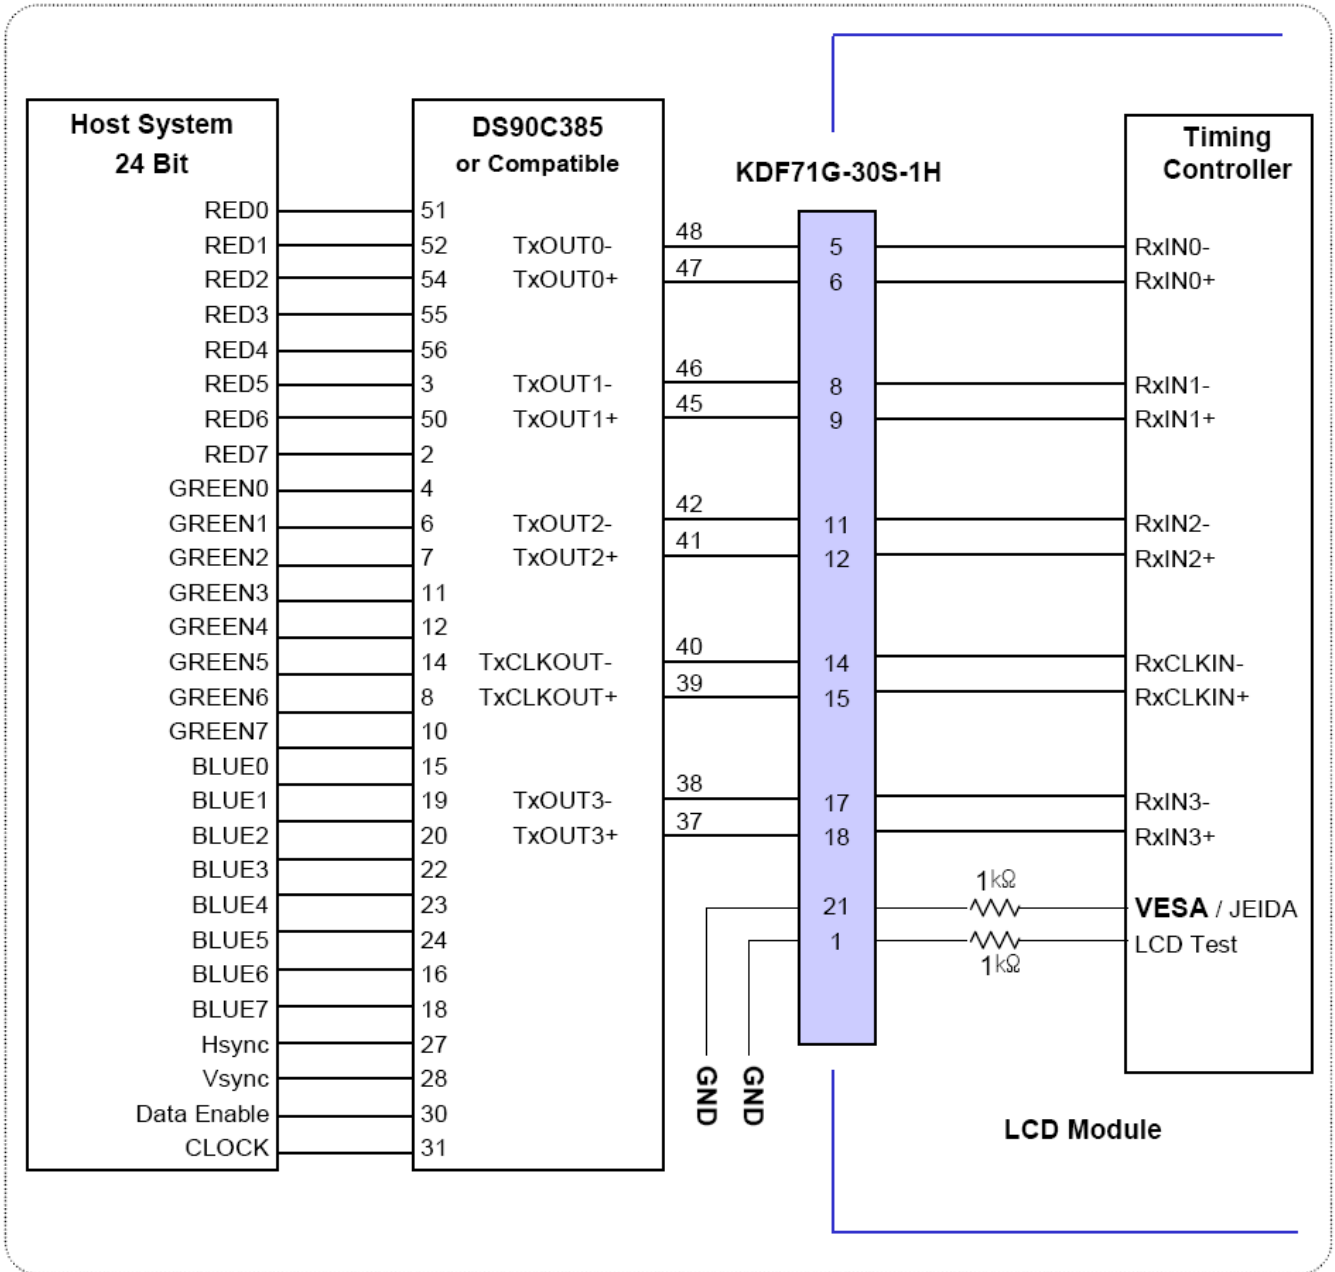 Host System
24 Bit
RED0
RED1
RED2
RED3
RED4
RED5
RED6
RED7
GREEN0
GREEN1
GREEN2
GREEN3
GREEN4
GREEN5
GREEN6
GREEN7
BLUE0
BLUE1
BLUE2
BLUE3
BLUE4
BLUE5
BLUE6
BLUE7
Hsync
Vsync
Data Enable
CLOCK
DS90C385
or Compatible
51
52 TxOUT0-
54 TxOUT0+
55
56
3 TxOUT1-
50 TxOUT1+
2
4
6 TxOUT2-
7 TxOUT2+
11
12
14 TxCLKOUT-
8 TxCLKOUT+
10
15
19 TxOUT3-
20 TxOUT3+
22
23
24
16
18
27
28
30
31
48
47
46
45
42
41
40
39
38
37
GND
GND
KDF71G-30S-1H
5
6
8
9
11
12
14
15
17
18
21
1
1kΩ
1kΩ
Timing
Controller
RxIN0-
RxIN0+
RxIN1-
RxIN1+
RxIN2-
RxIN2+
RxCLKIN-
RxCLKIN+
RxIN3-
RxIN3+
VESA / JEIDA
LCD Test
LCD Module